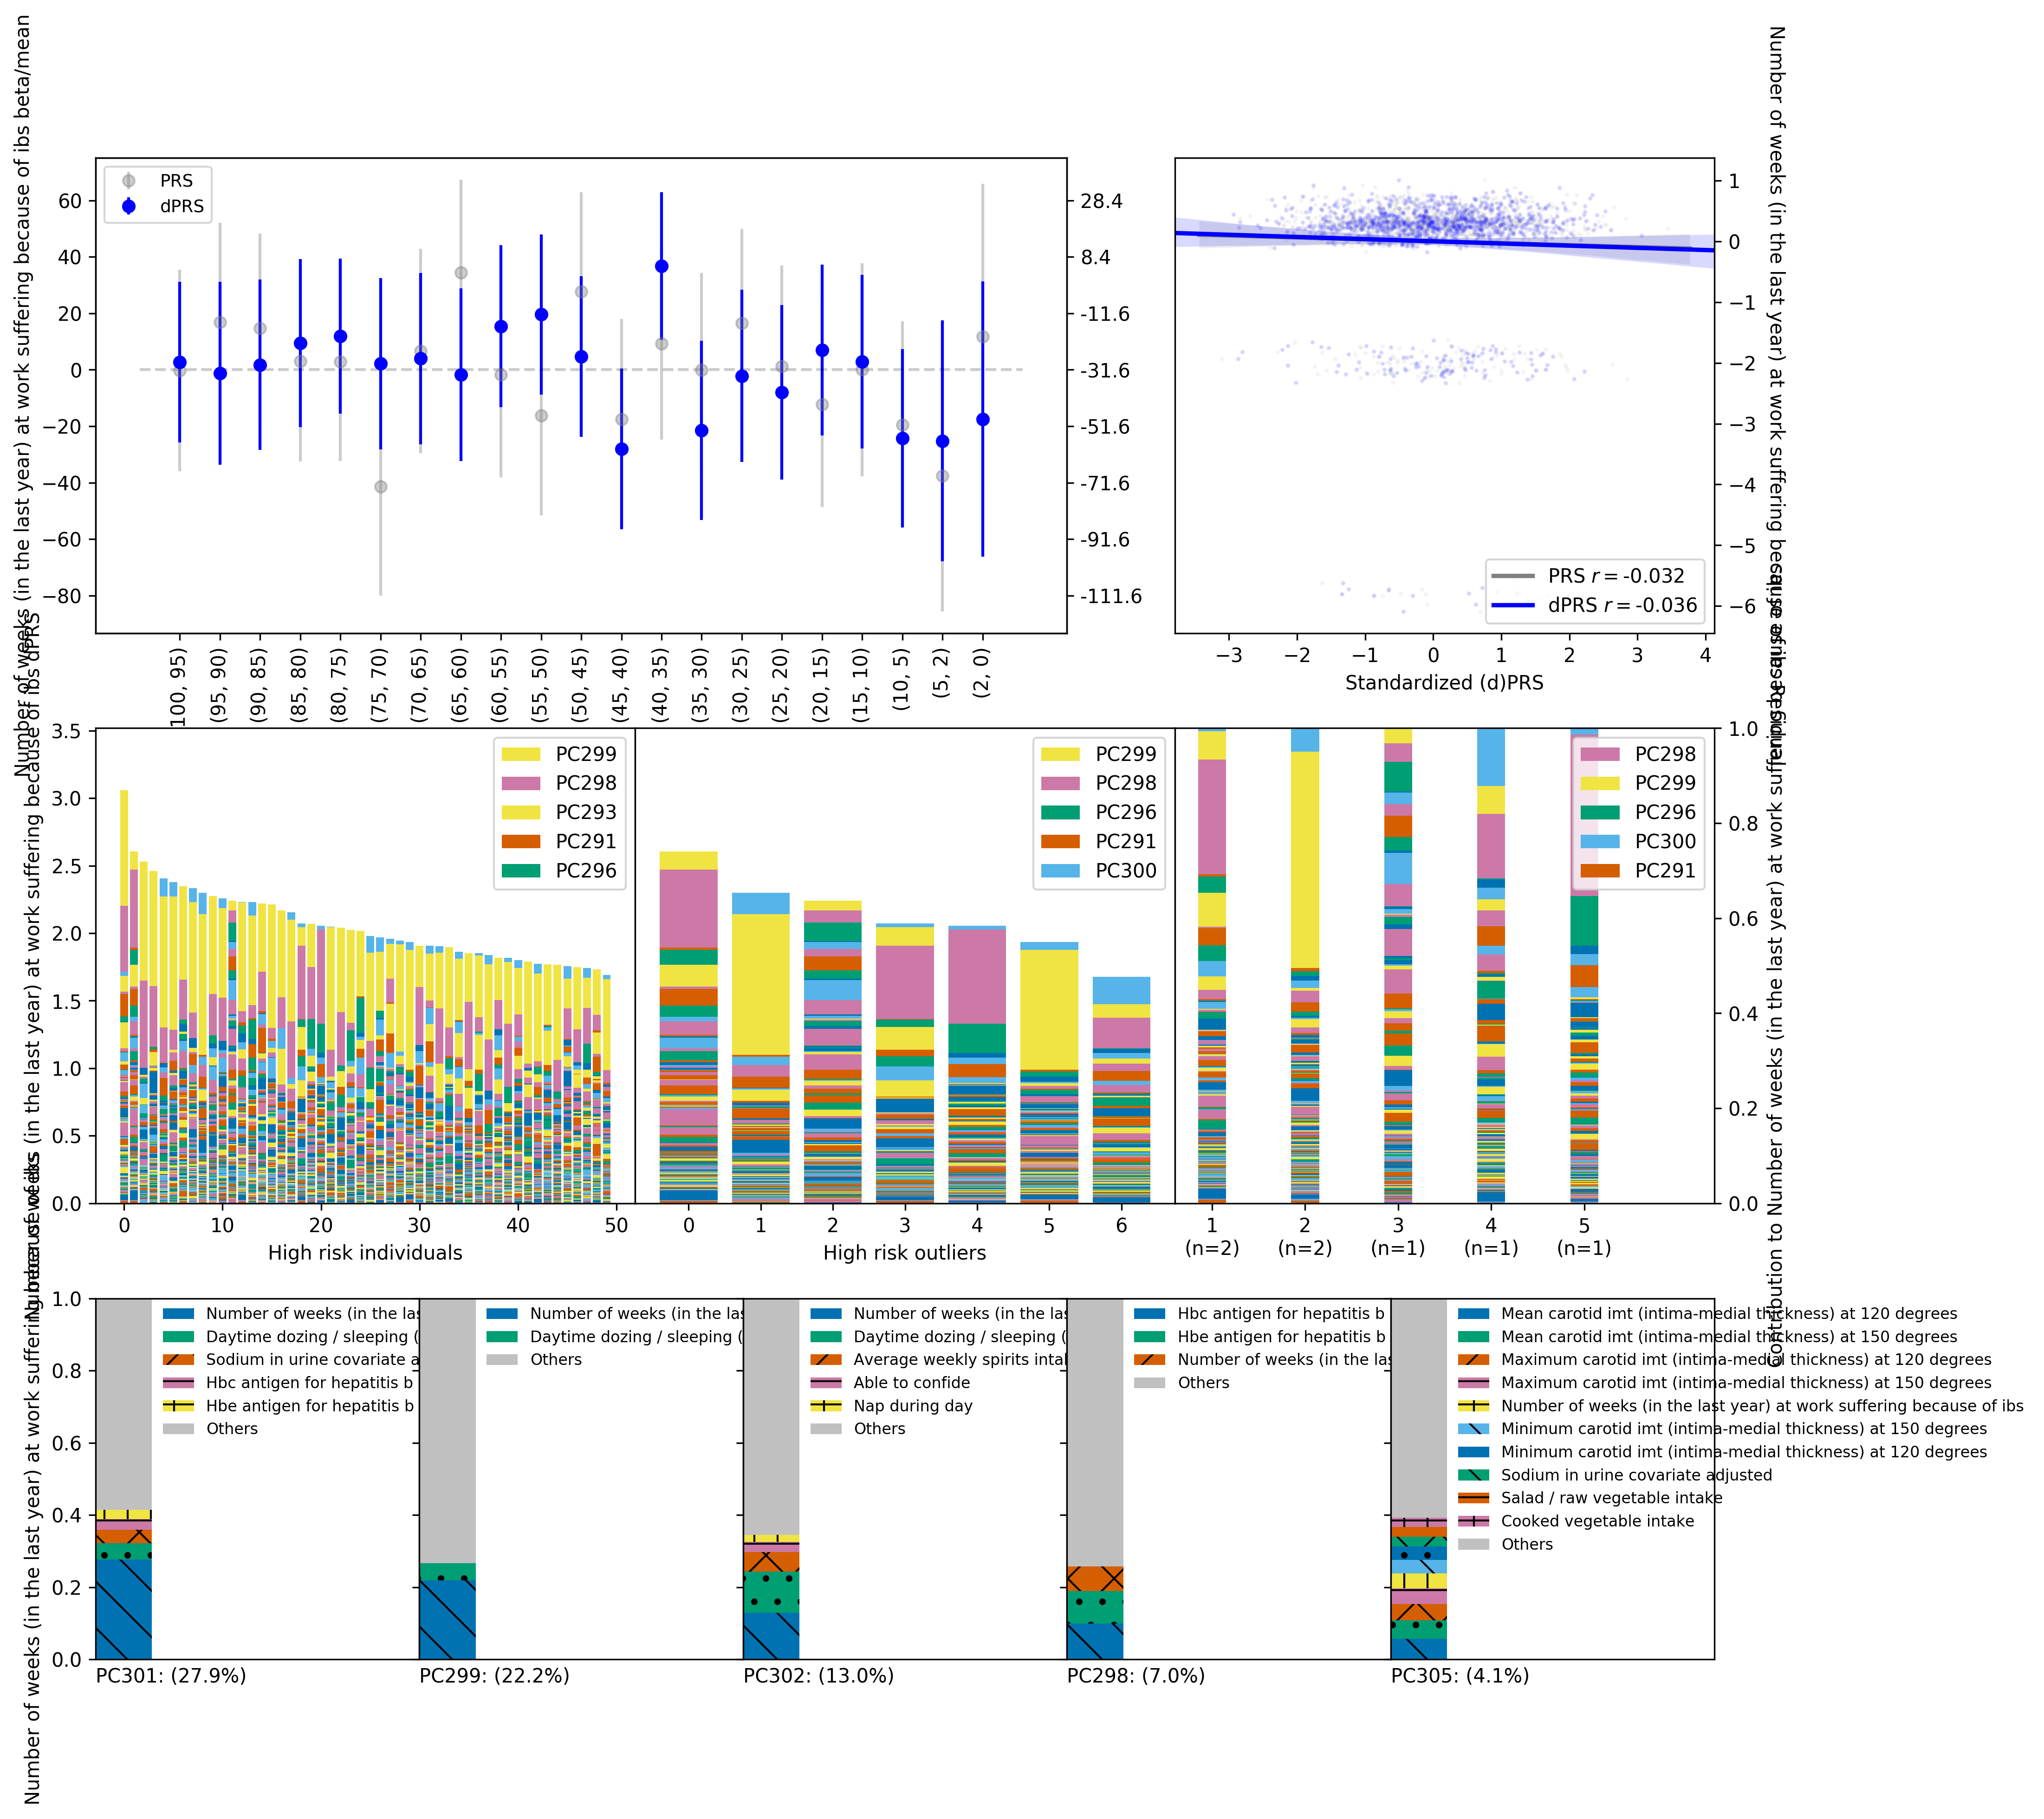 Number of weeks (in the last year) at work suffering because of ibs beta/mean
PRS
dPRS
60
40
20
0
−20
−40
−60
−80
28.4
8.4
-11.6
-31.6
-51.6
-71.6
-91.6
-111.6
100, 95)
(95, 90)
(90, 85)
(85, 80)
(80, 75)
(75, 70)
(70, 65)
(65, 60)
(60, 55)
(55, 50)
(50, 45)
(45, 40)
(40, 35)
(35, 30)
(30, 25)
(25, 20)
(20, 15)
(15, 10)
(10, 5)
(5, 2)
(2, 0)
Number of weeks (in the last year) at work suffering because of ibs
1
0
−1
−2
−3
−4
−5
−6
PRS r = -0.032
dPRS r = -0.036
−3
−2
−1
0
1
2
3
4
Standardized (d)PRS
Number of weeks (in the last year) at work suffering because of ibs dPRS
3.5
3.0
2.5
2.0
1.5
1.0
0.5
0.0
PC299
PC298
PC293
PC291
PC296
0
10
20
30
40
50
High risk individuals
PC299
PC298
PC296
PC291
PC300
0
1
2
3
4
5
6
High risk outliers
PC298
PC299
PC296
PC300
PC291
1.0
0.8
0.6
0.4
0.2
0.0
1
(n=2)
2
(n=2)
3
(n=1)
4
(n=1)
5
(n=1)
Contribution to Number of weeks (in the last year) at work suffering because of ibs
Number of weeks (in the last year) at work suffering because of ibs
1.0
0.8
0.6
0.4
0.2
0.0
Number of weeks (in the las
Daytime dozing / sleeping (
Sodium in urine covariate a
Hbc antigen for hepatitis b
Hbe antigen for hepatitis b
Others
PC301: (27.9%)
Number of weeks (in the las
Daytime dozing / sleeping (
Others
PC299: (22.2%)
Number of weeks (in the las
Daytime dozing / sleeping (
Average weekly spirits intak
Able to confide
Nap during day
Others
PC302: (13.0%)
Hbc antigen for hepatitis b
Hbe antigen for hepatitis b
Number of weeks (in the las
Others
PC298: (7.0%)
Mean carotid imt (intima-medial thickness) at 120 degrees
Mean carotid imt (intima-medial thickness) at 150 degrees
Maximum carotid imt (intima-medial thickness) at 120 degrees
Maximum carotid imt (intima-medial thickness) at 150 degrees
Number of weeks (in the last year) at work suffering because of ibs
Minimum carotid imt (intima-medial thickness) at 150 degrees
Minimum carotid imt (intima-medial thickness) at 120 degrees
Sodium in urine covariate adjusted
Salad / raw vegetable intake
Cooked vegetable intake
Others
PC305: (4.1%)